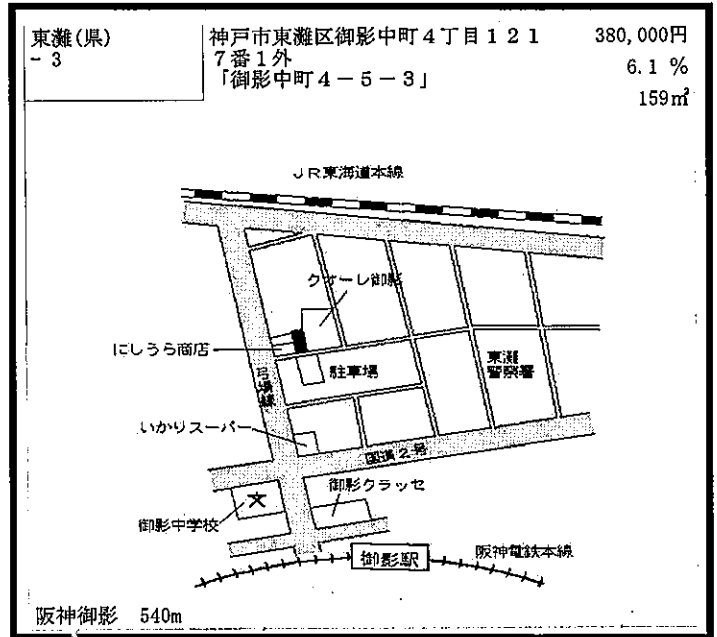 東灘(県)
-3
神戸市東灘区御影中町4丁目121
7番1外
「御影中町4-5-3」
380,000円
6.1 %
159㎡
JR東海道本線
クオーレ御影
にしうら商店
弓場線
駐車場
東灘
警察署
いかりスーパー
国道2号
御影クラッセ
御影中学校
御影駅
阪神電鉄本線
阪神御影 540m